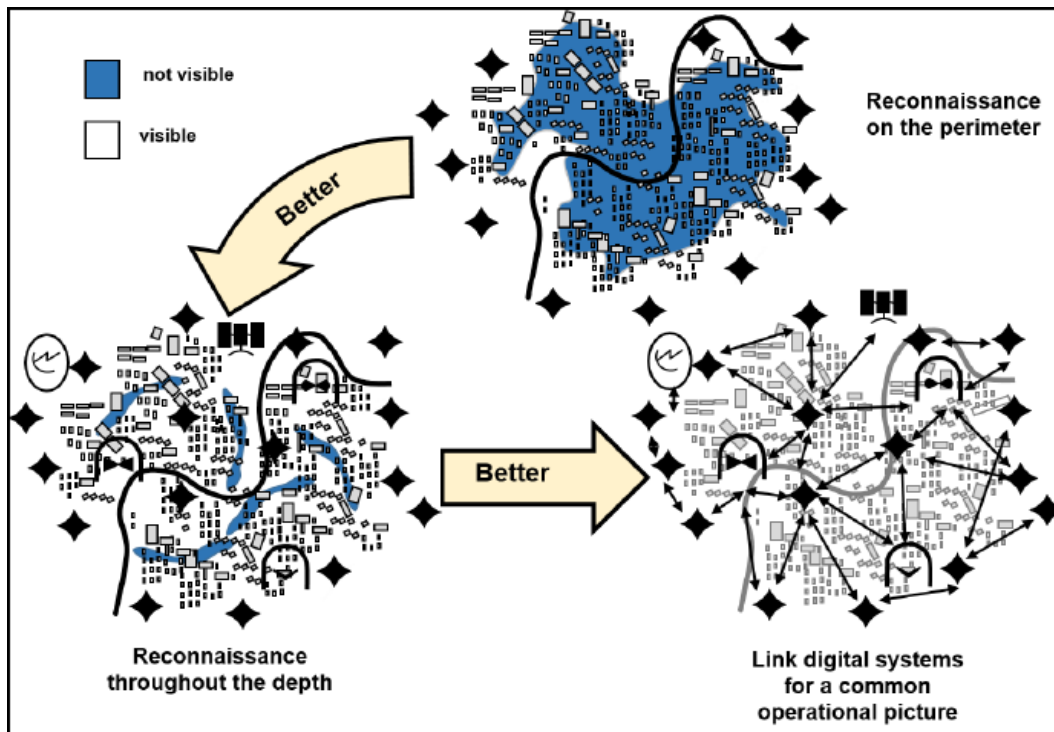 not visible
visible
Reconnaissance
on the perimeter
Better
Better
Reconnaissance
throughout the depth
Link digital systems
for a common
operational picture